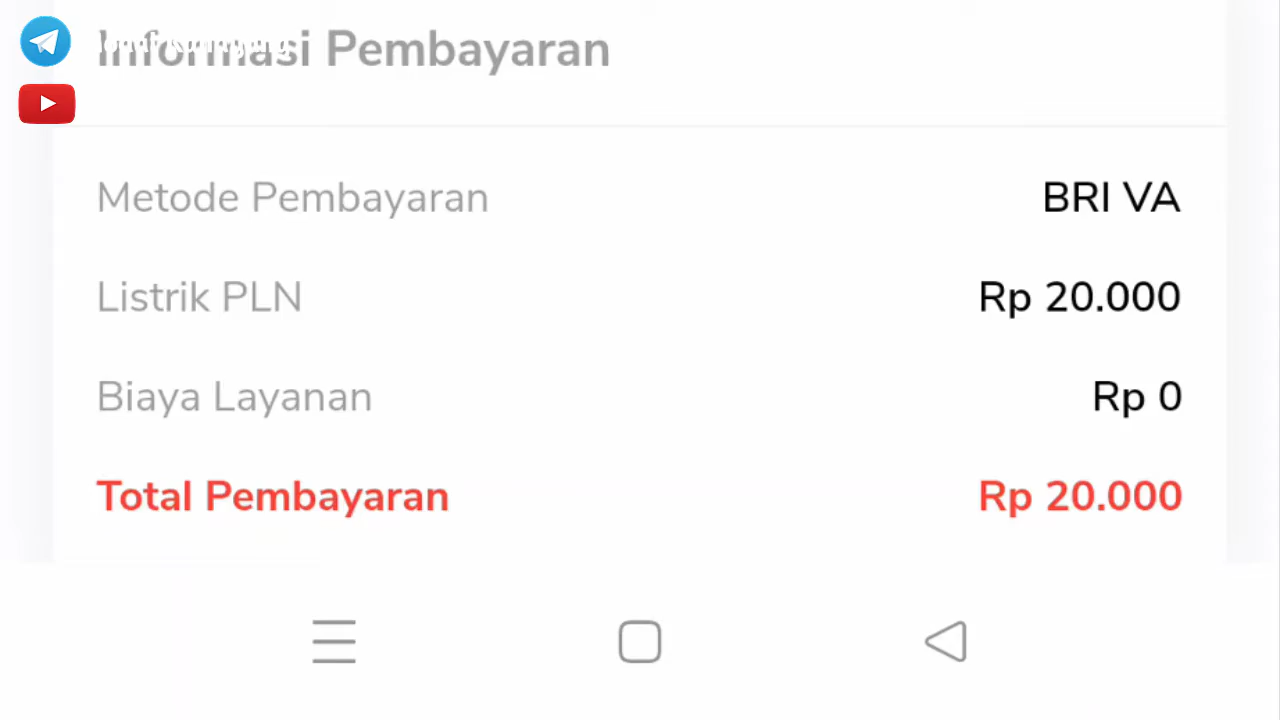 Informasi Pembayaran
Metode Pembayaran BRI VA
Listrik PLN Rp 20.000
Biaya Layanan Rp 0
Total Pembayaran Rp 20.000